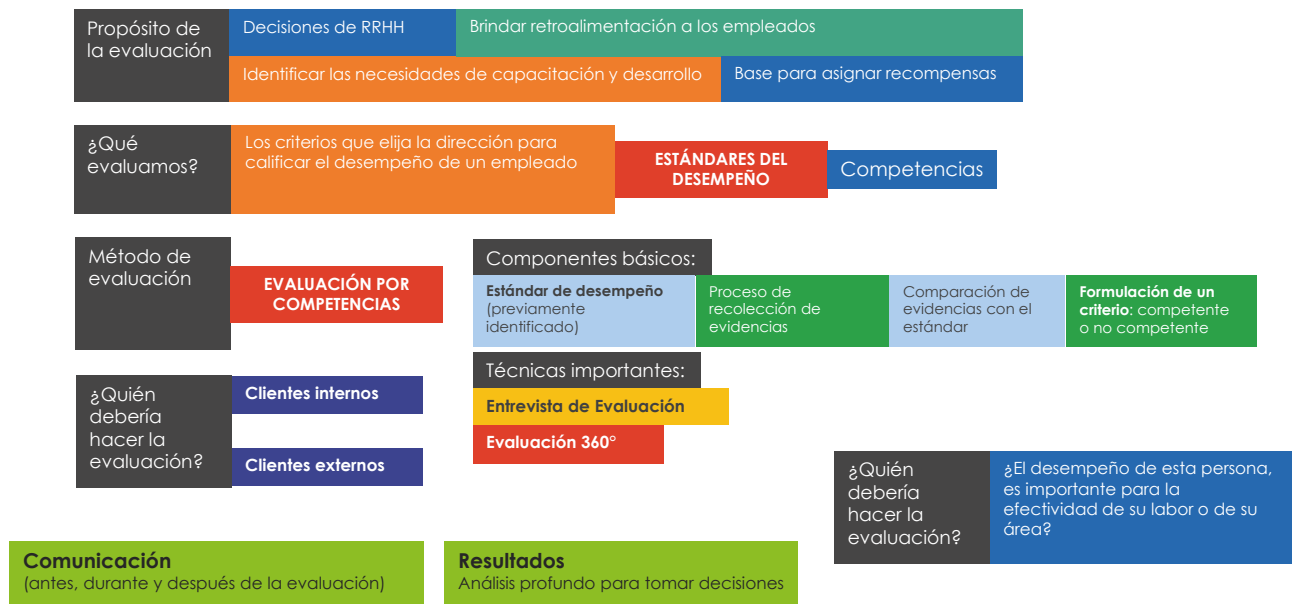 Propósito de
la evaluación
Decisiones de RRHH
Brindar retroalimentación a los empleados
Identificar las necesidades de capacitación y desarrollo
Base para asignar recompensas
¿Qué
evaluamos?
Los criterios que elija la dirección para
calificar el desempeño de un empleado
ESTÁNDARES DEL
DESEMPEÑO
Competencias
Método de
evaluación
EVALUACIÓN POR
COMPETENCIAS
Componentes básicos:
Estándar de desempeño
(previamente
identificado)
Proceso de
recolección de
evidencias
Comparación de
evidencias con el
estándar
Formulación de un
criterio: competente
o no competente
Técnicas importantes:
Entrevista de Evaluación
Evaluación 360°
¿Quién
debería
hacer la
evaluación?
Clientes internos
Clientes externos
¿Quién
debería
hacer la
evaluación?
¿El desempeño de esta persona,
es importante para la
efectividad de su labor o de su
área?
Comunicación
(antes, durante y después de la evaluación)
Resultados
Análisis profundo para tomar decisiones